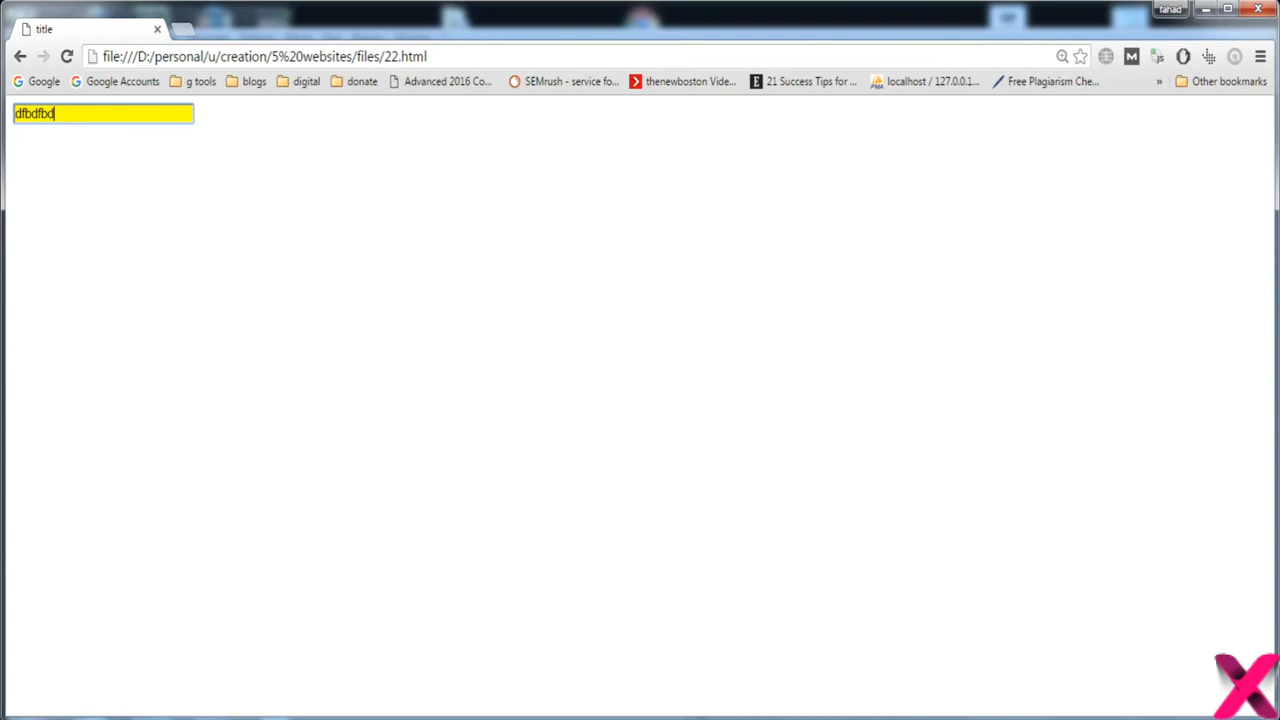 fahad
title
file:///D:/personal/u/creation/5%20websites/files/22.html
M js
Google Google Accounts g tools blogs digital donate Advanced 2016 Co... SEMrush - service fo... thenewboston Vide... E 21 Success Tips for ... PMA localhost / 127.0.0.1... Free Plagiarism Che... » Other bookmarks
dfbdfbd